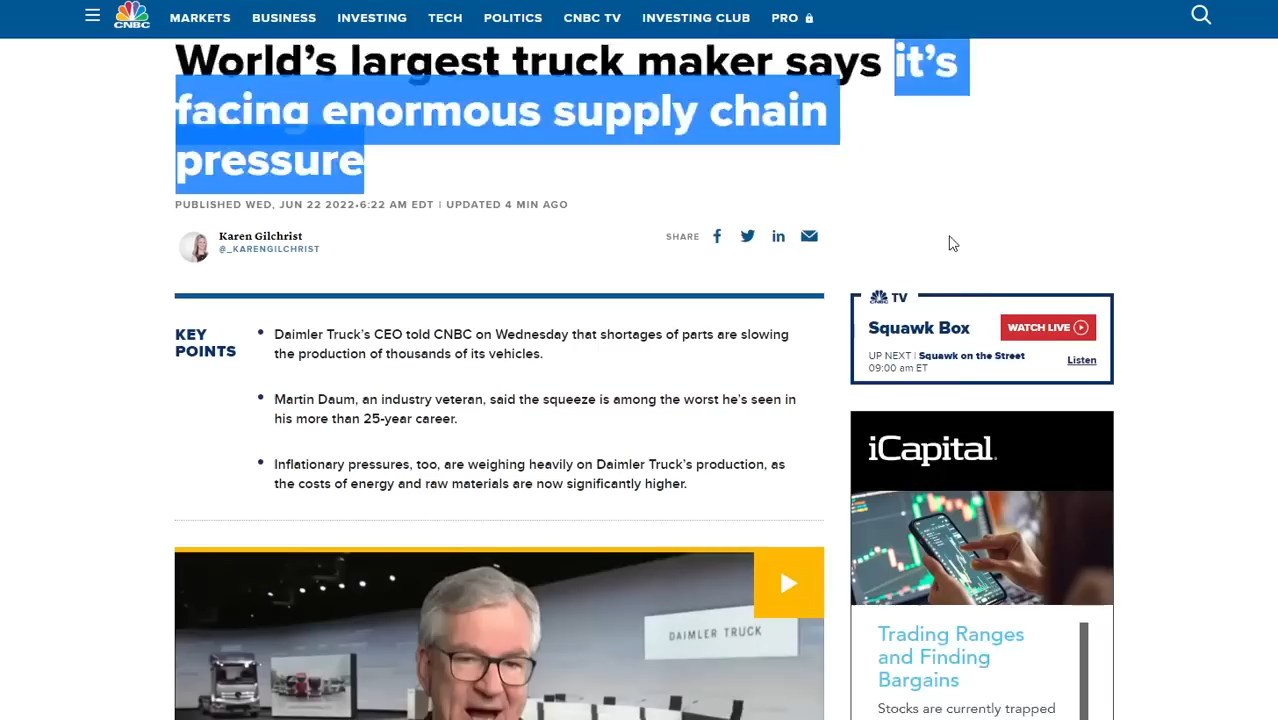 CNBC
MARKETS BUSINESS INVESTING TECH POLITICS CNBC TV INVESTING CLUB PRO
World’s largest truck maker says it’s
facing enormous supply chain
pressure
PUBLISHED WED, JUN 22 2022•6:22 AM EDT | UPDATED 4 MIN AGO
Karen Gilchrist
@_KARENGILCHRIST
SHARE
KEY
POINTS
Daimler Truck’s CEO told CNBC on Wednesday that shortages of parts are slowing
the production of thousands of its vehicles.
Martin Daum, an industry veteran, said the squeeze is among the worst he’s seen in
his more than 25-year career.
Inflationary pressures, too, are weighing heavily on Daimler Truck’s production, as
the costs of energy and raw materials are now significantly higher.
DAIMLER TRUCK
CNBC TV
Squawk Box
WATCH LIVE
UP NEXT | Squawk on the Street
09:00 am ET
Listen
iCapital.
Trading Ranges
and Finding
Bargains
Stocks are currently trapped